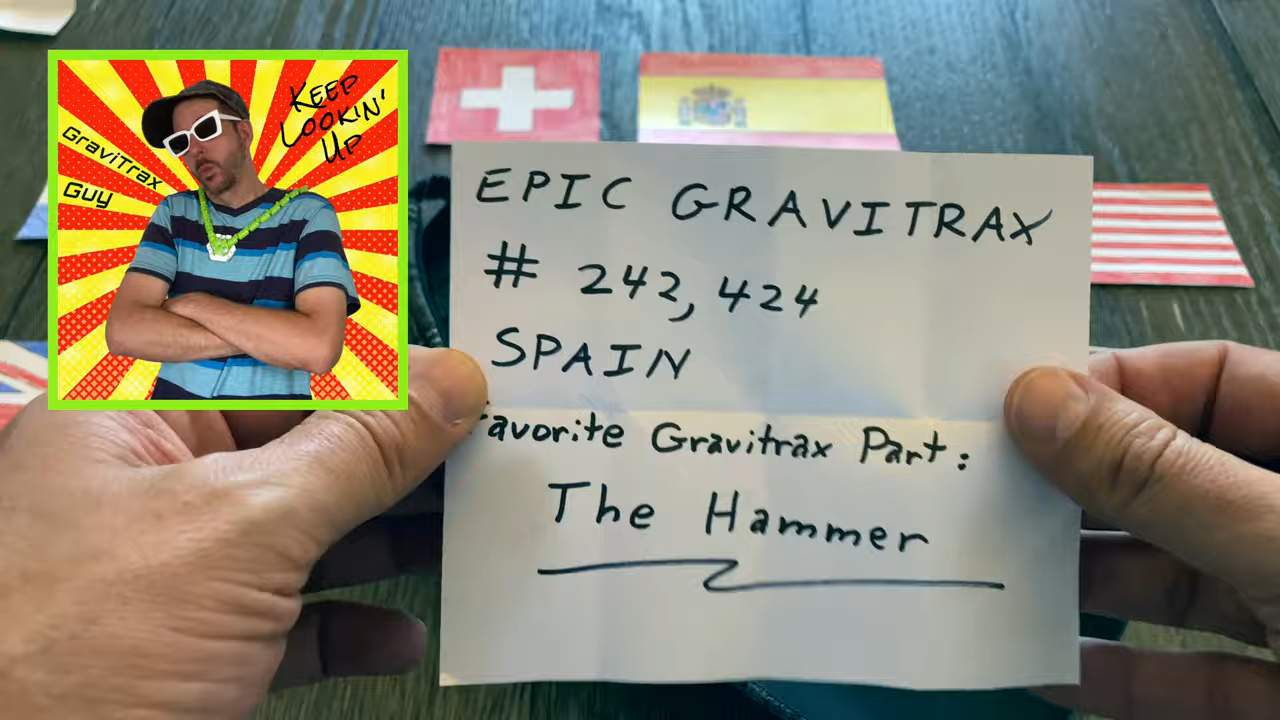 KEEP
LOOKIN'
UP
GraviTrax
Guy
EPIC GRAVITRAX
# 242,424
SPAIN
Favorite Gravitrax Part:
The Hammer